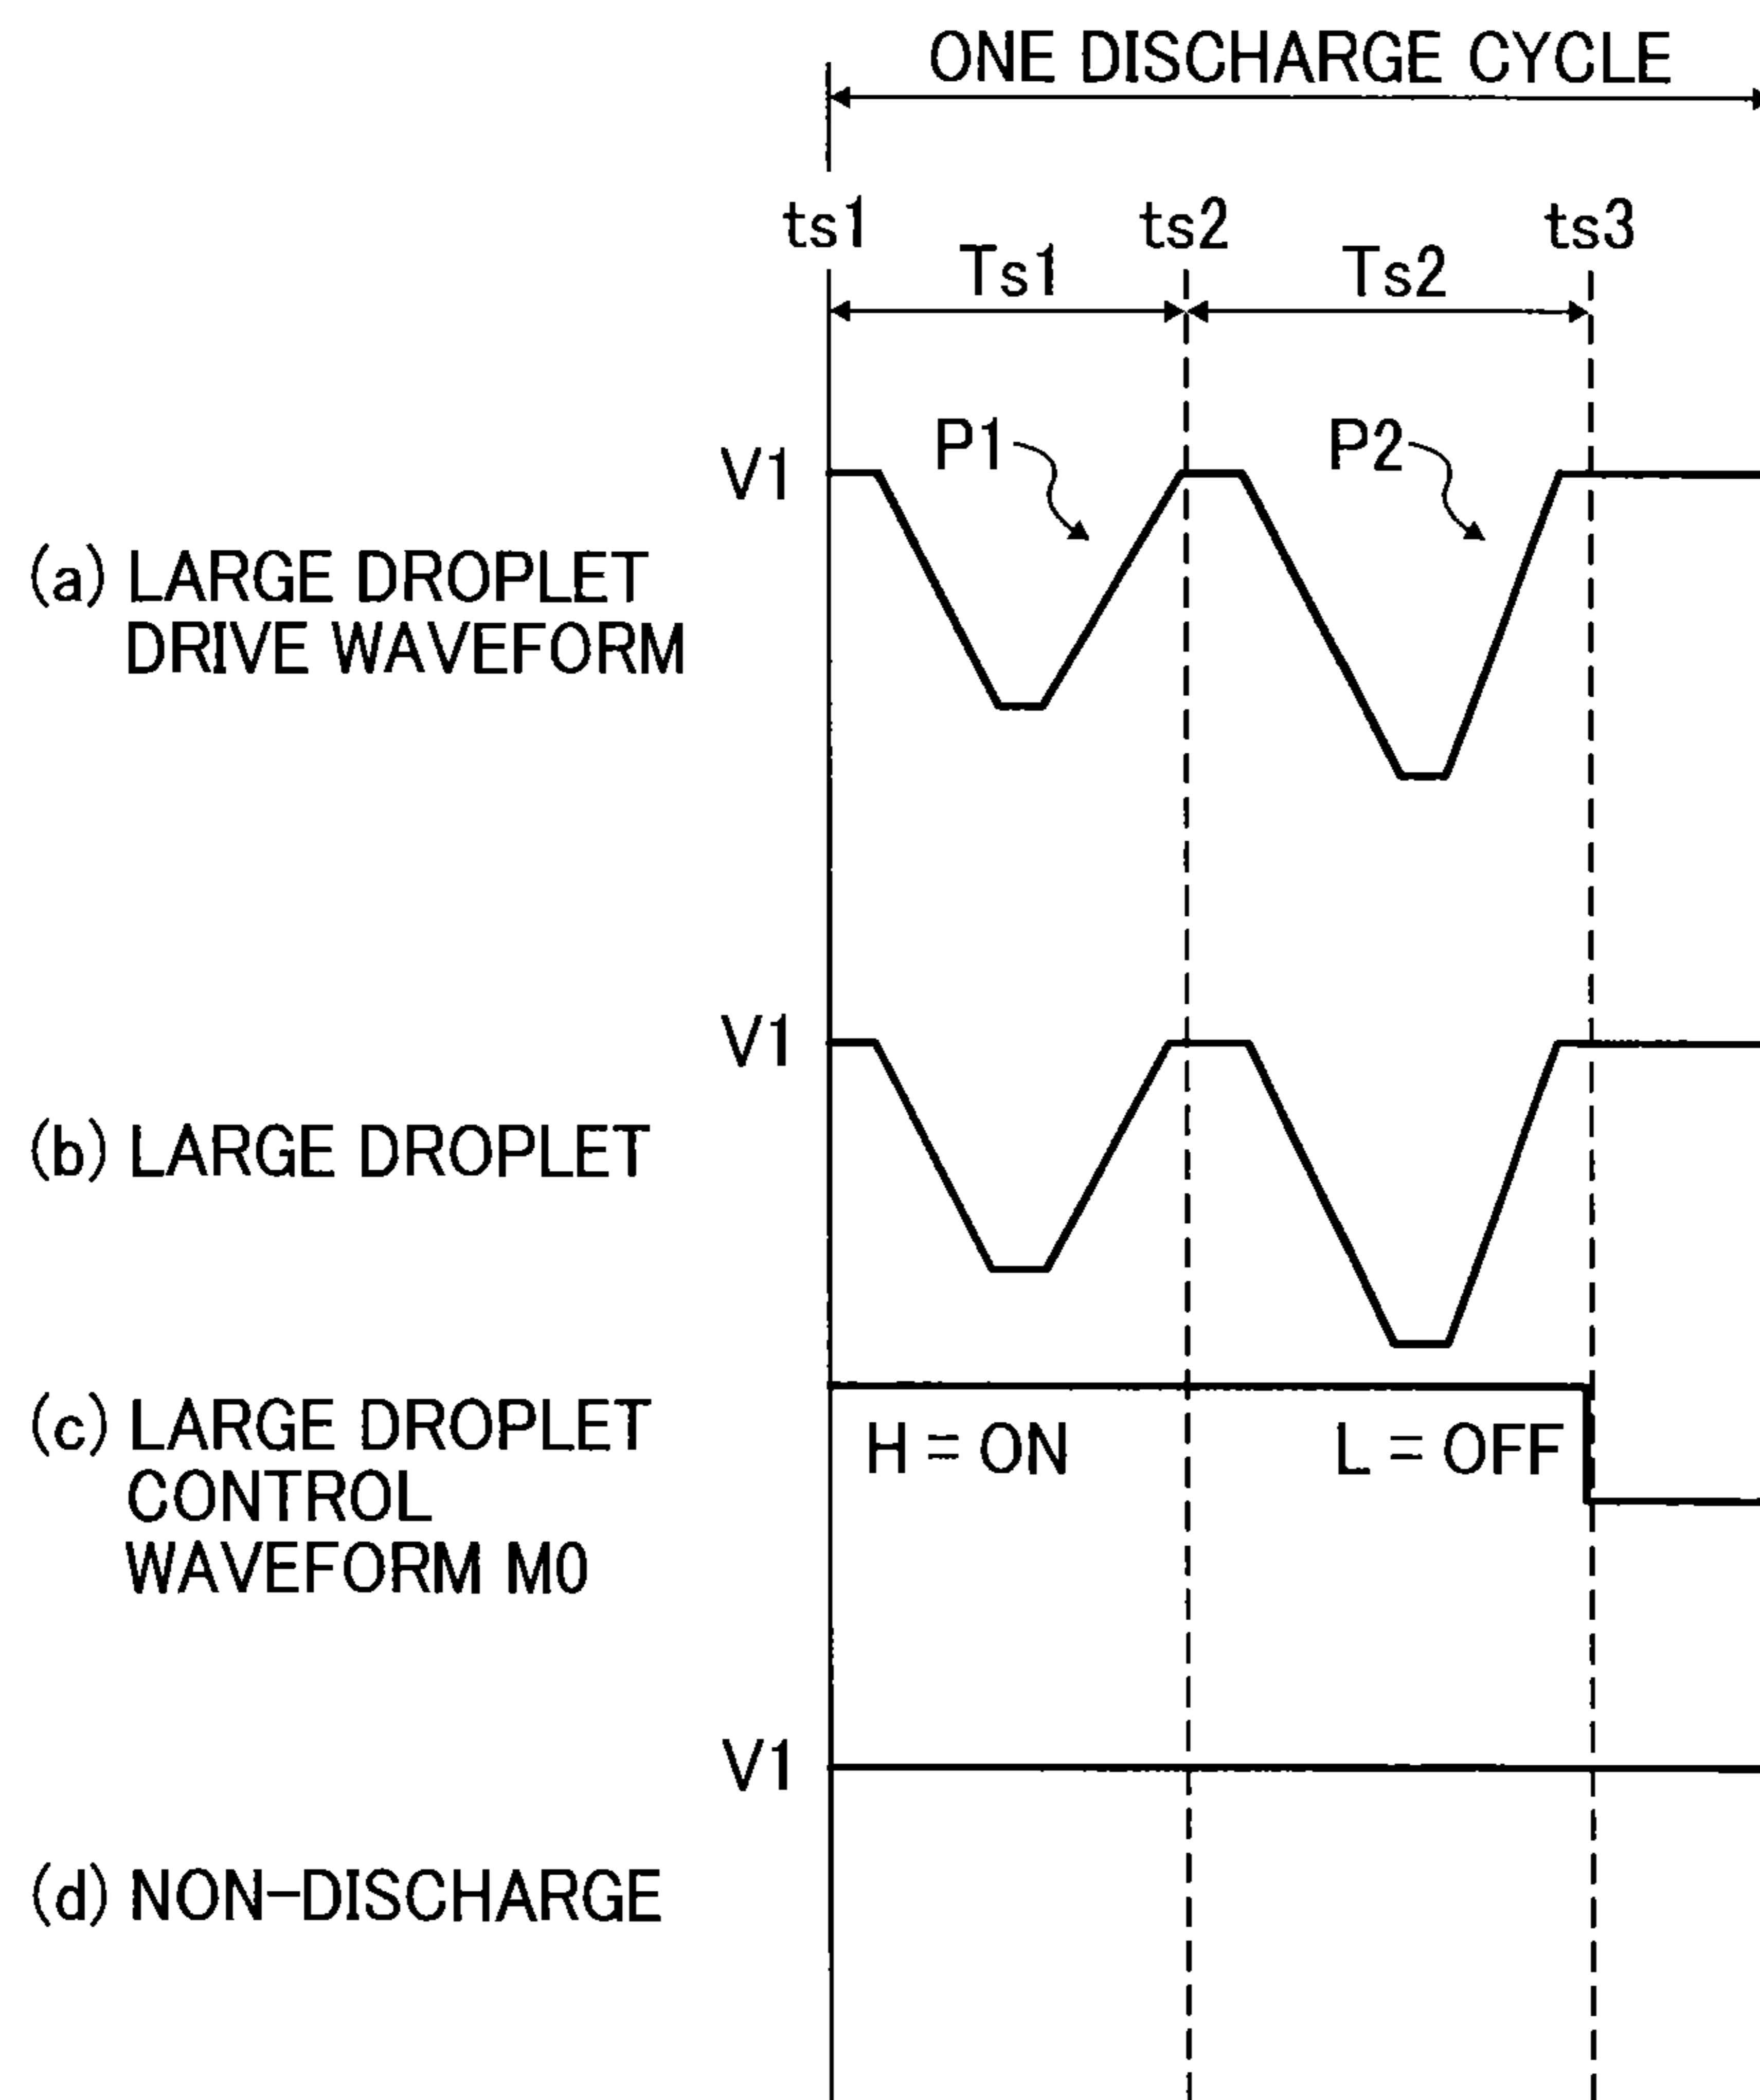 ONE DISCHARGE CYCLE
ts1
ts2
ts3
Ts1
Ts2
V1
P1
P2
(a) LARGE DROPLET
DRIVE WAVEFORM
V1
(b) LARGE DROPLET
(c) LARGE DROPLET
CONTROL
WAVEFORM M0
H = ON
L = OFF
V1
(d) NON-DISCHARGE